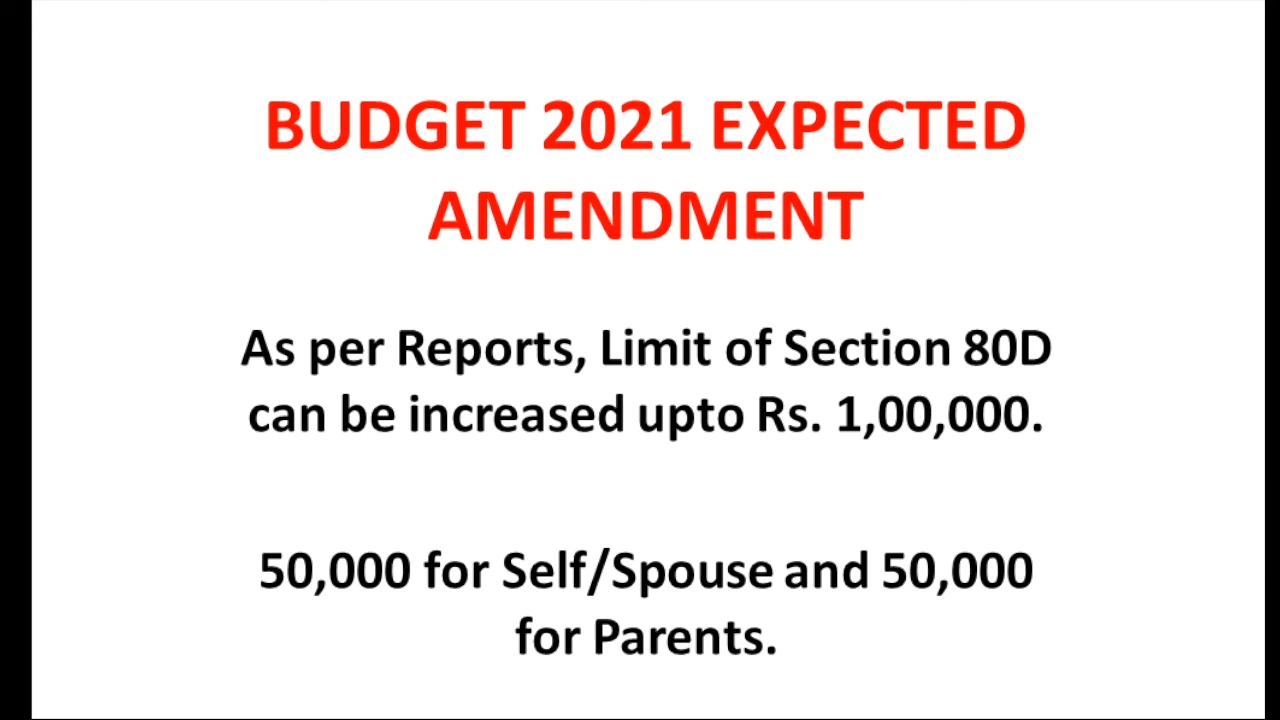 BUDGET 2021 EXPECTED
AMENDMENT
As per Reports, Limit of Section 80D
can be increased upto Rs. 1,00,000.
50,000 for Self/Spouse and 50,000
for Parents.